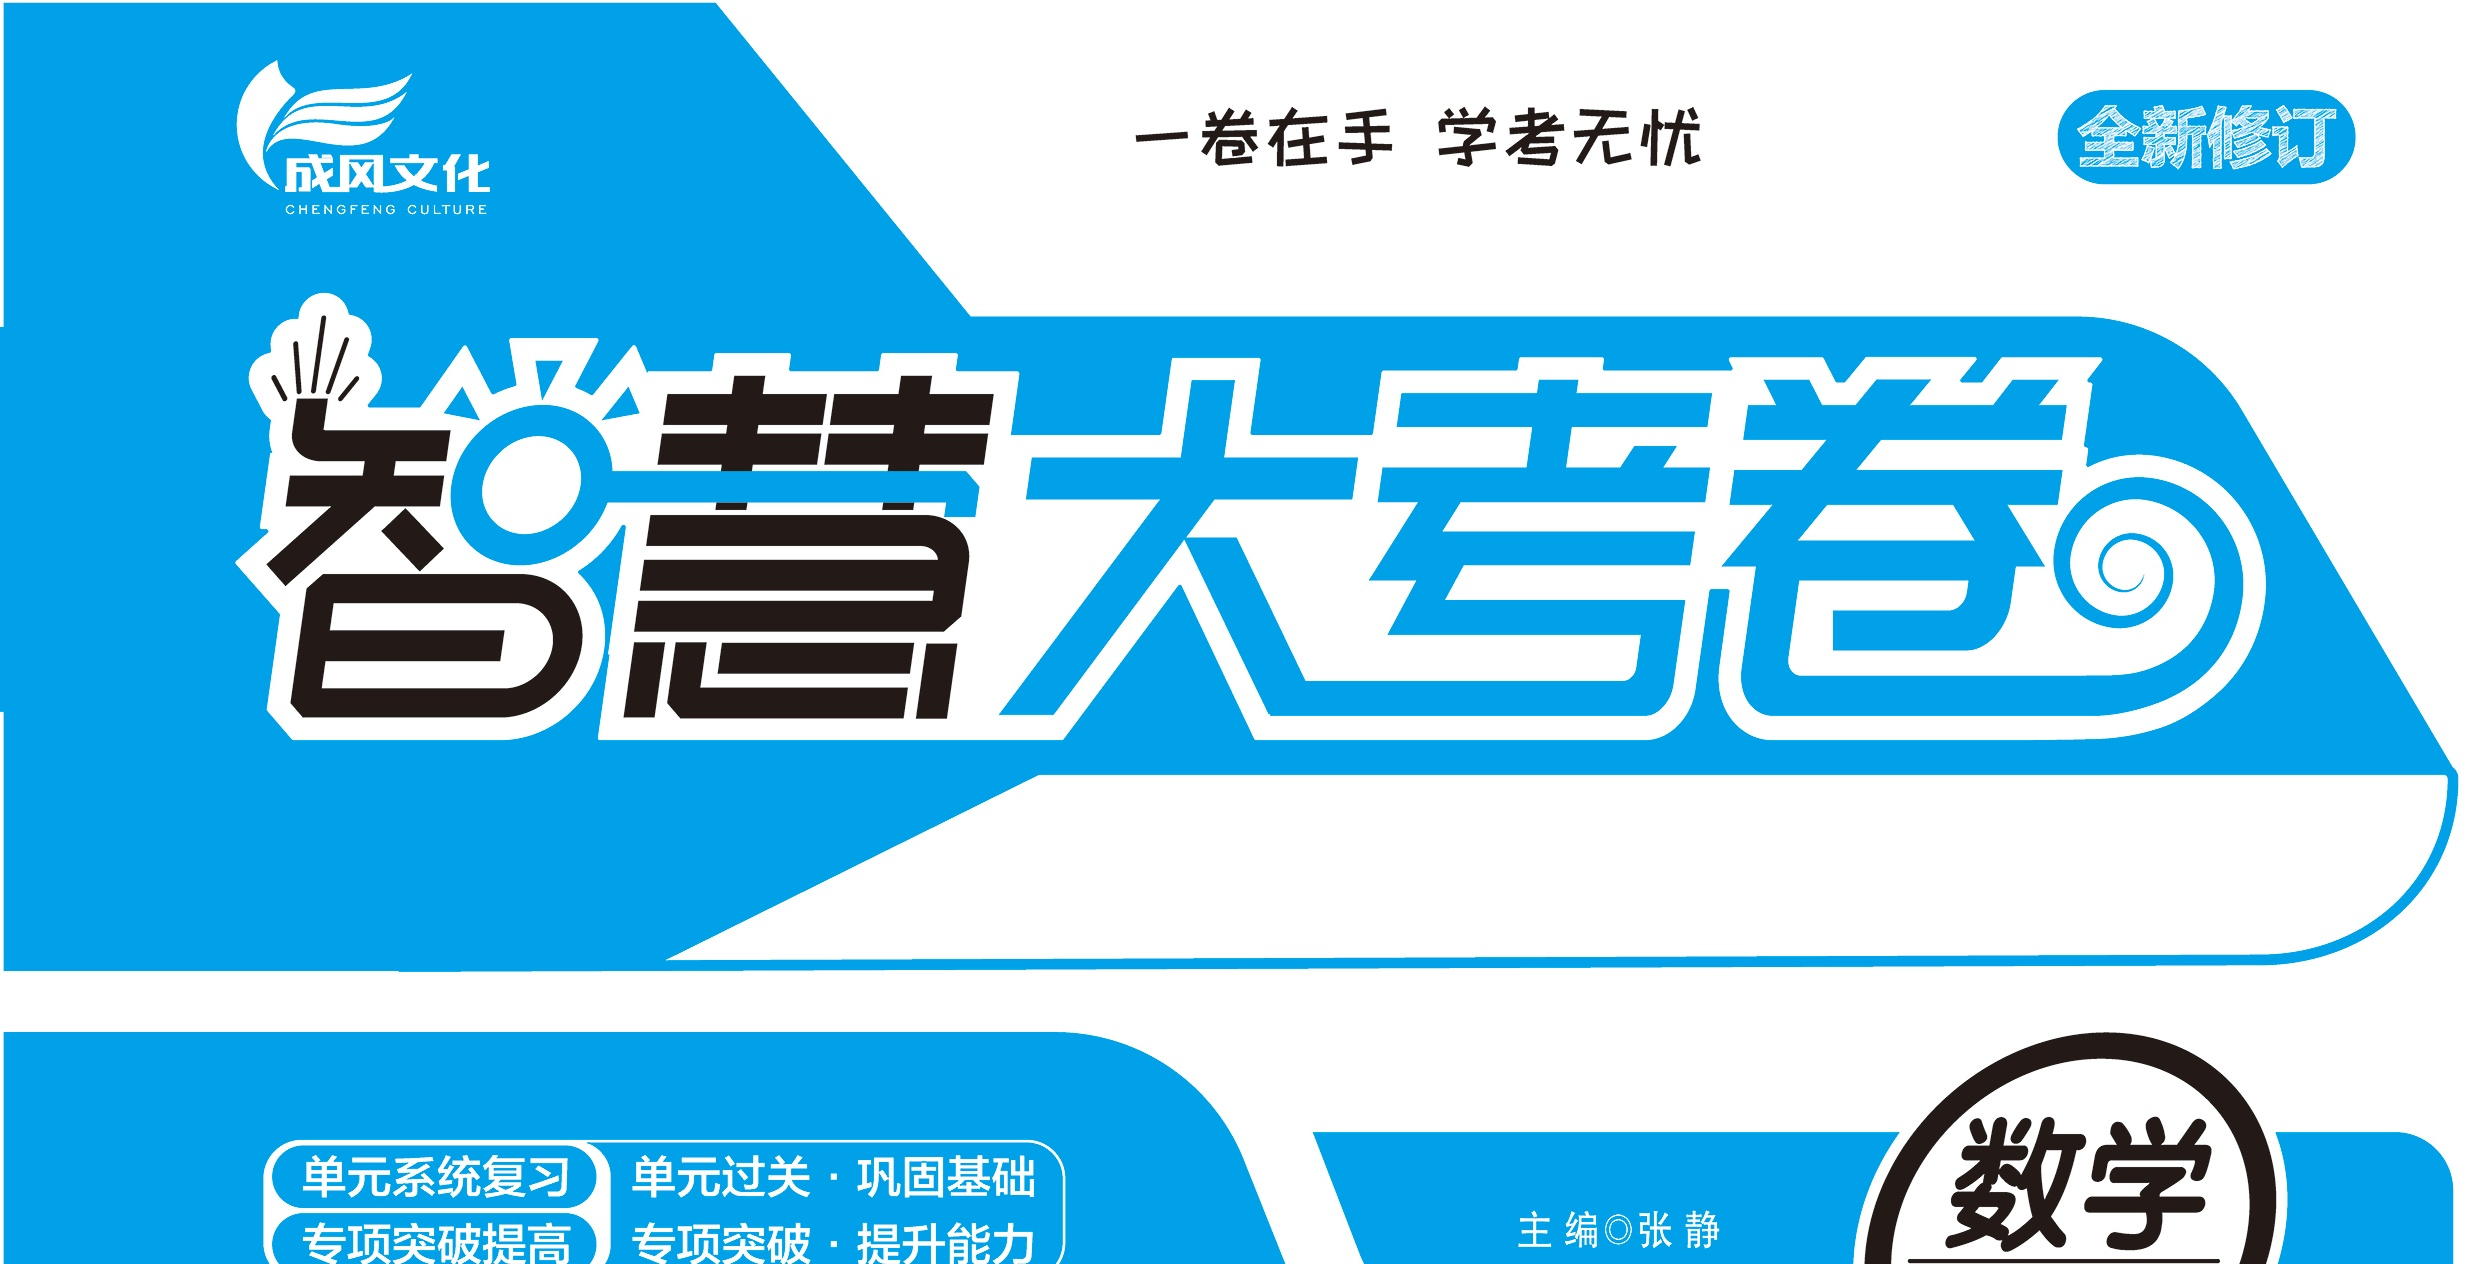 成风文化
CHENGFENG CULTURE
一卷在手 学考无忧
全新修订
智慧大考卷
单元系统复习 单元过关·巩固基础
专项突破提高 专项突破·提升能力
主 编◎张 静
数学